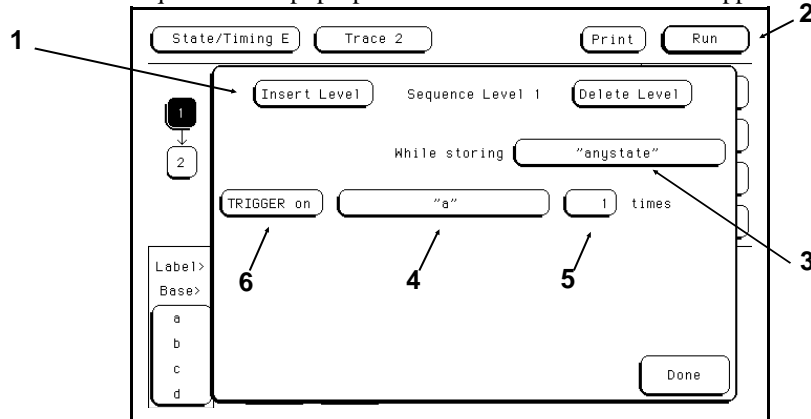 2
State/Timing E Trace 2 Print Run
1
Insert Level Sequence Level 1 Delete Level
1
While storing "anystate"
2
TRIGGER on "a" 1 times
3
6 4 5
Label>
Base>
a
b
c
d
Done